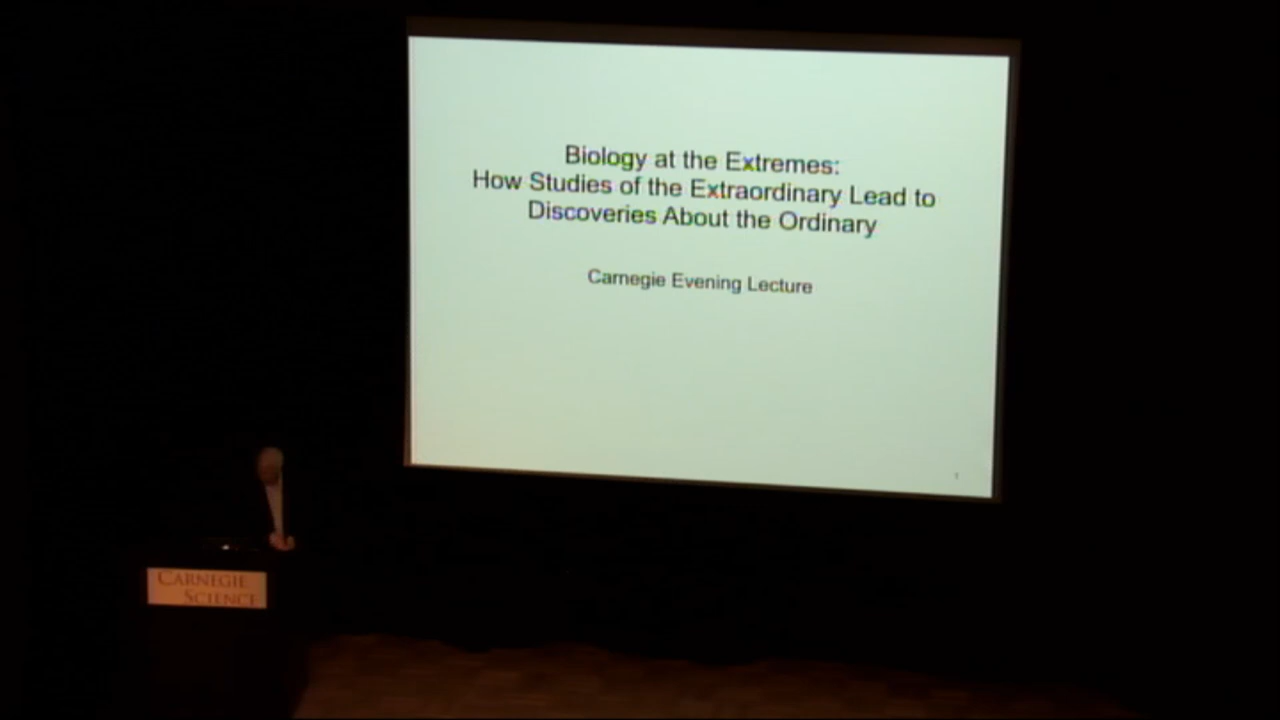 Biology at the Extremes:
How Studies of the Extraordinary Lead to
Discoveries About the Ordinary
Carnegie Evening Lecture
1
CARNEGIE
SCIENCE